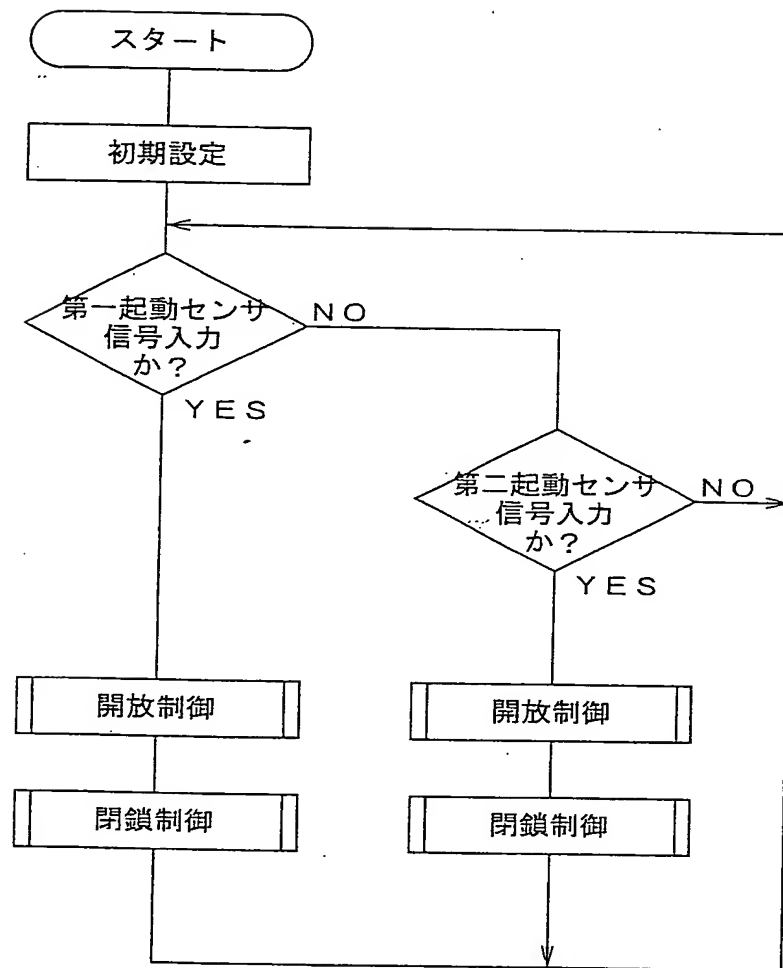 スタート
初期設定
第一起動センサ
信号入力
か？
NO
YES
第二起動センサ
信号入力
か？
NO
YES
開放制御
開放制御
閉鎖制御
閉鎖制御